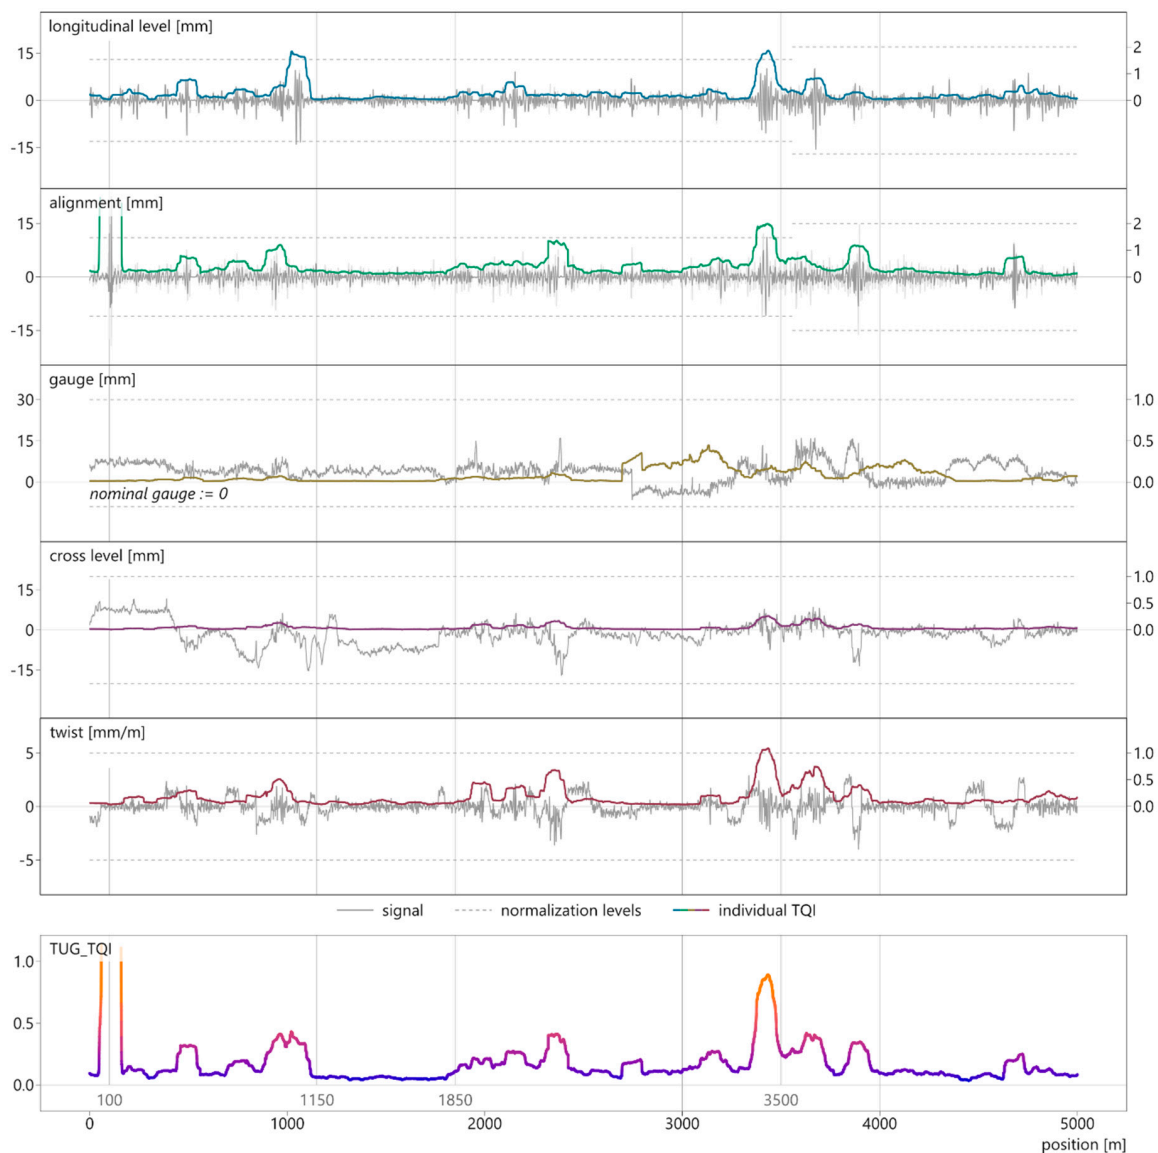 longitudinal level [mm]
15 2
1
0 0
-15
alignment [mm]
15 2
1
0 0
-15
gauge [mm]
30 1.0
15 0.5
0 0.0
nominal gauge := 0
cross level [mm]
1.0
15 0.5
0 0.0
-15
twist [mm/m]
5 1.0
0.5
0 0.0
-5
signal normalization levels individual TQI
TUG_TQI
1.0
0.5
0.0
100 1150 1850 3500
0 1000 2000 3000 4000 5000
position [m]